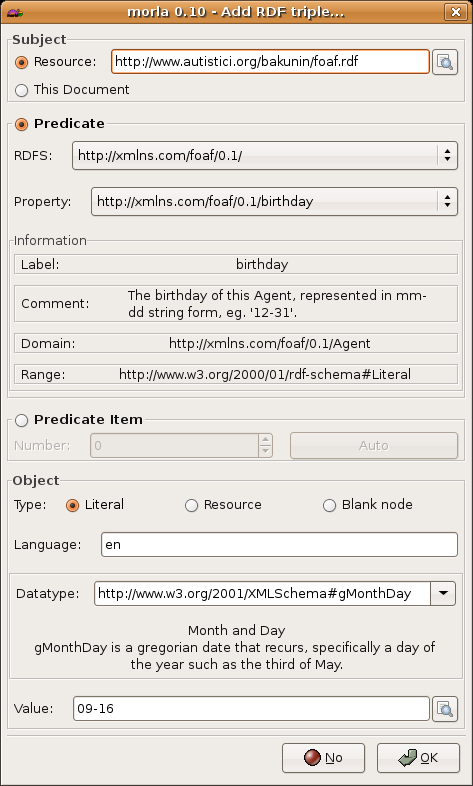 morla 0.10 - Add RDF triple...
Subject
Resource: http://www.autistici.org/bakunin/foaf.rdf
This Document
Predicate
RDFS: http://xmlns.com/foaf/0.1/
Property: http://xmlns.com/foaf/0.1/birthday
Information
Label: birthday
Comment: The birthday of this Agent, represented in mm-
dd string form, eg. '12-31'.
Domain: http://xmlns.com/foaf/0.1/Agent
Range: http://www.w3.org/2000/01/rdf-schema#Literal
Predicate Item
Number: 0 Auto
Object
Type: Literal Resource Blank node
Language: en
Datatype: http://www.w3.org/2001/XMLSchema#gMonthDay
Month and Day
gMonthDay is a gregorian date that recurs, specifically a day of
the year such as the third of May.
Value: 09-16
No OK